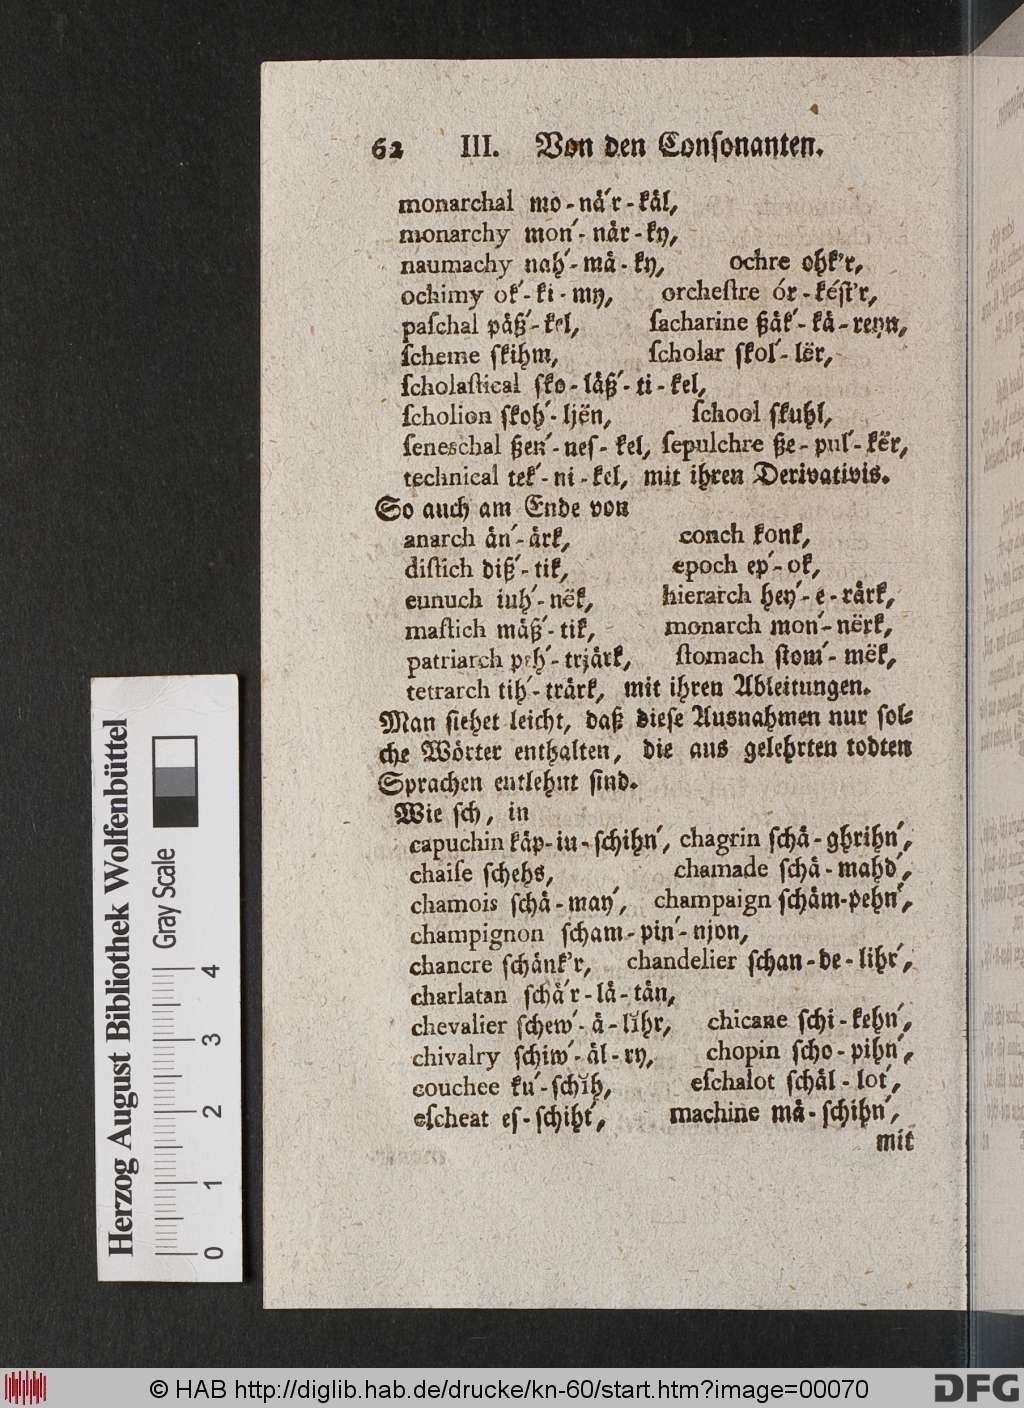 62 III. Von den Conſonanten.
monarchal mo-nǻr-kål,
monarchy mon´-når-ky,
naumachy nah´-må-ky, ochre ohk'r,
ochimy ok´-ki-my, orcheſtre ór-kést'r,
paſchal påß´-kel, ſacharine ßåk´-kå-reyn,
ſcheme ſkihm, ſcholar ſkol´-lër,
ſcholaſtical ſko-låß´-ti-kel,
ſcholion ſkoh´-ljën, ſchool ſkuhl,
ſeneschal ßen´-neſ-kel, ſepulchre ße-pul´-kër,
technical tek´-ni-kel, mit ihren Derivativis.
So auch am Ende von
anarch ån´-årk, conch konk,
diſtich diß´-tik, epoch ep´-ok,
eunuch iuh´-nëk, hierarch hey´-e-rårk,
maſtich måß´-tik, monarch mon´-nërk,
patriarch peh´-trjårk, ſtomach ſtom´-mëk,
tetrarch tih´-trårk, mit ihren Ableitungen.
Man ſiehet leicht, daß dieſe Ausnahmen nur ſol⸗
che Wörter enthalten, die aus gelehrten todten
Sprachen entlehnt ſind.
Wie ſch, in
capuchin kåp-iu-ſchihn´, chagrin ſchå-ghrihn´,
chaiſe ſchehs, chamade ſchå-mahd´,
chamois ſchå-may´, champaign ſchåm-pehn´,
champignon ſcham-pin´-njon,
chancre ſchånk'r, chandelier ſchan-de-lihr´,
charlatan ſchǻr-lå-tån,
chevalier ſchew´-å-lĭhr, chicane ſchi-kehn´,
chivalry ſchiw´-ål-ry, chopin ſcho-pihn´,
couchee ku´-ſchĭh, eſchalot ſchål-lot´,
eſcheat eſ-ſchiht´, machine må-ſchihn´,
mit
Herzog August Bibliothek Wolfenbüttel
Gray Scale
0 1 2 3 4
© HAB http://diglib.hab.de/drucke/kn-60/start.htm?image=00070
DFG